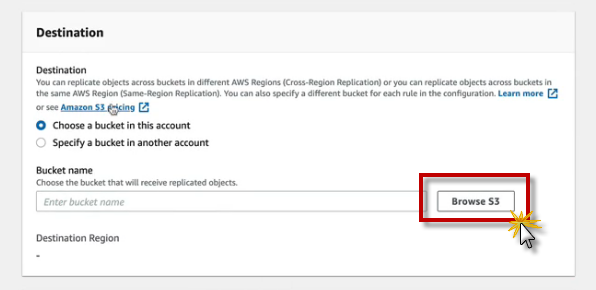 Destination
Destination
You can replicate objects across buckets in different AWS Regions (Cross-Region Replication) or you can replicate objects across buckets in
the same AWS Region (Same-Region Replication). You can also specify a different bucket for each rule in the configuration. Learn more
or see Amazon S3 pricing
Choose a bucket in this account
Specify a bucket in another account
Bucket name
Choose the bucket that will receive replicated objects.
Enter bucket name
Browse S3
Destination Region
-